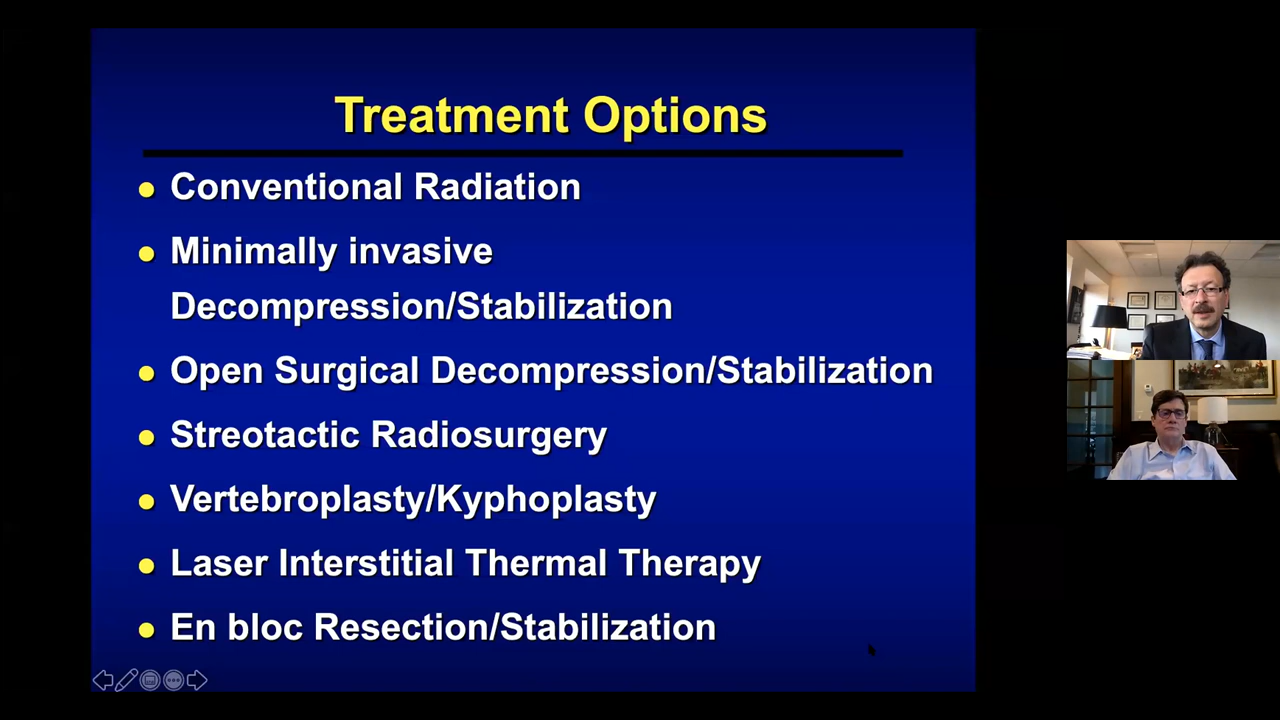 Treatment Options
Conventional Radiation
Minimally invasive
Decompression/Stabilization
Open Surgical Decompression/Stabilization
Streotactic Radiosurgery
Vertebroplasty/Kyphoplasty
Laser Interstitial Thermal Therapy
En bloc Resection/Stabilization